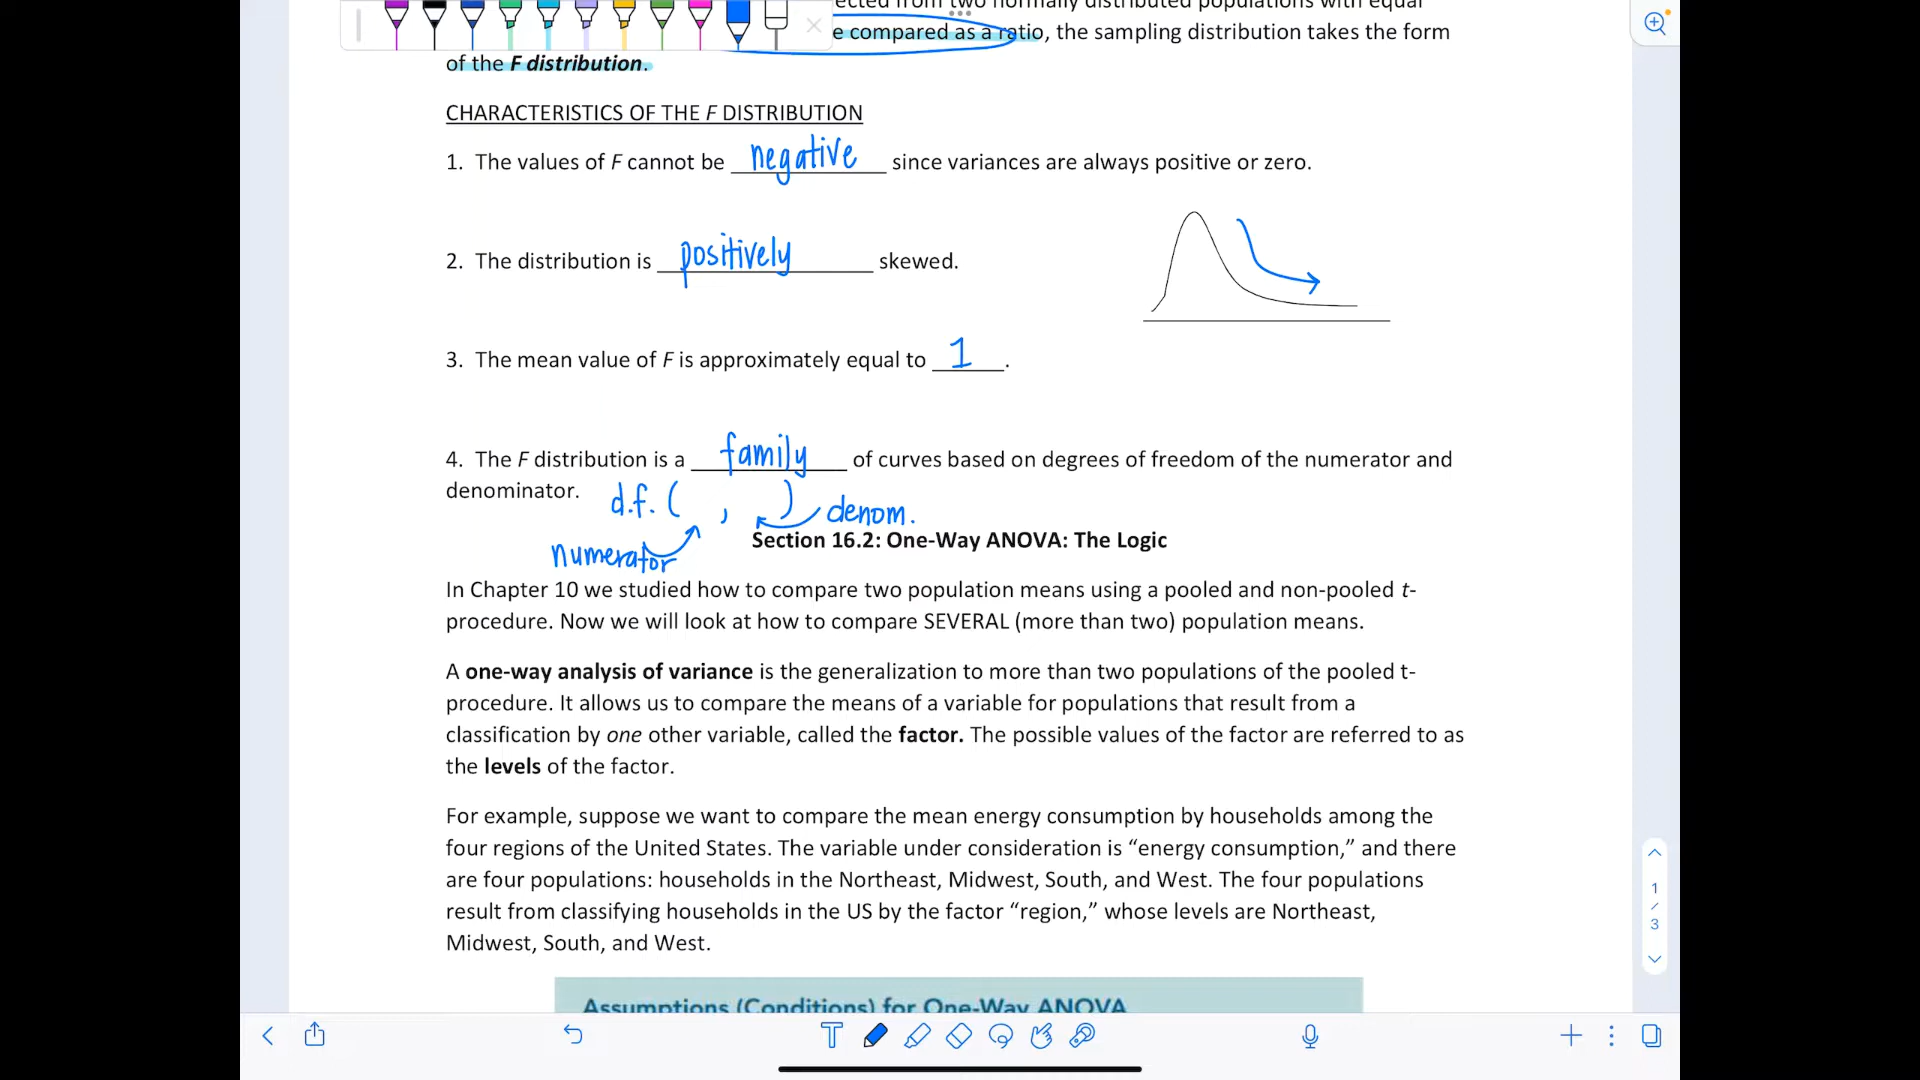 ected from two normally distributed populations with equal
e compared as a ratio, the sampling distribution takes the form
of the F distribution.
CHARACTERISTICS OF THE F DISTRIBUTION
1. The values of F cannot be negative since variances are always positive or zero.
2. The distribution is positively skewed.
3. The mean value of F is approximately equal to 1.
4. The F distribution is a family of curves based on degrees of freedom of the numerator and
denominator. d.f. ( , ) denom.
numerator
Section 16.2: One-Way ANOVA: The Logic
In Chapter 10 we studied how to compare two population means using a pooled and non-pooled t-
procedure. Now we will look at how to compare SEVERAL (more than two) population means.
A one-way analysis of variance is the generalization to more than two populations of the pooled t-
procedure. It allows us to compare the means of a variable for populations that result from a
classification by one other variable, called the factor. The possible values of the factor are referred to as
the levels of the factor.
For example, suppose we want to compare the mean energy consumption by households among the
four regions of the United States. The variable under consideration is “energy consumption,” and there
are four populations: households in the Northeast, Midwest, South, and West. The four populations
result from classifying households in the US by the factor “region,” whose levels are Northeast,
Midwest, South, and West.
Assumptions (Conditions) for One-Way ANOVA
1
/
3